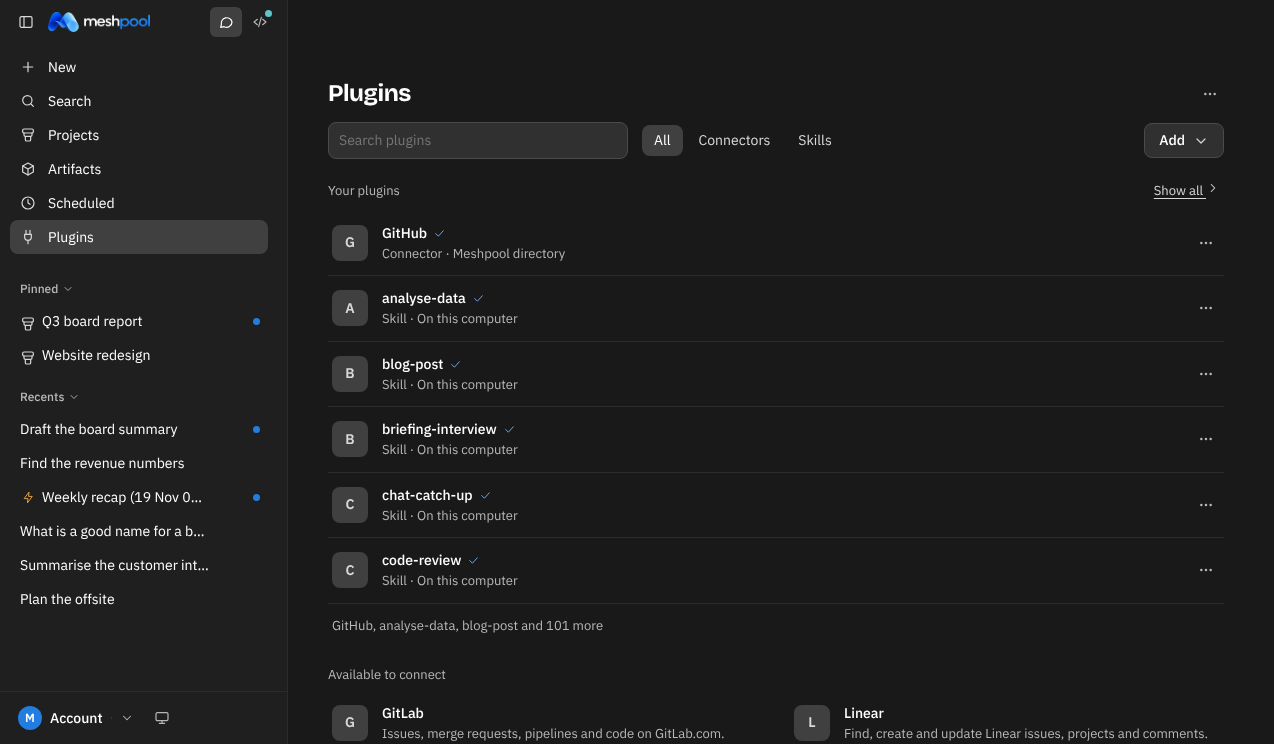 meshpool
New
Search
Projects
Artifacts
Scheduled
Plugins
Pinned
Q3 board report
Website redesign
Recents
Draft the board summary
Find the revenue numbers
Weekly recap (19 Nov 0...
What is a good name for a b...
Summarise the customer int...
Plan the offsite
M Account
Plugins
Search plugins
All Connectors Skills
Add
Your plugins
Show all
G
GitHub
Connector · Meshpool directory
A
analyse-data
Skill · On this computer
B
blog-post
Skill · On this computer
B
briefing-interview
Skill · On this computer
C
chat-catch-up
Skill · On this computer
C
code-review
Skill · On this computer
GitHub, analyse-data, blog-post and 101 more
Available to connect
G
GitLab
Issues, merge requests, pipelines and code on GitLab.com.
L
Linear
Find, create and update Linear issues, projects and comments.